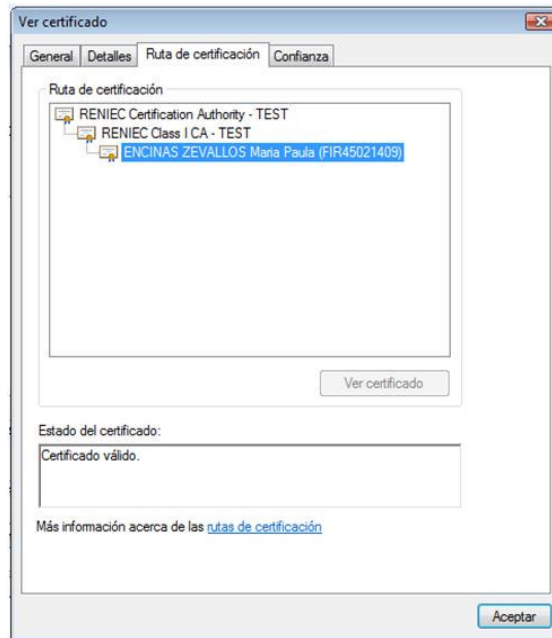 Ver certificado
General Detalles Ruta de certificación Confianza
Ruta de certificación
RENIEC Certification Authority - TEST
RENIEC Class I CA - TEST
ENCINAS ZEVALLOS Maria Paula (FIR45021409)
Ver certificado
Estado del certificado:
Certificado válido.
Más información acerca de las rutas de certificación
Aceptar